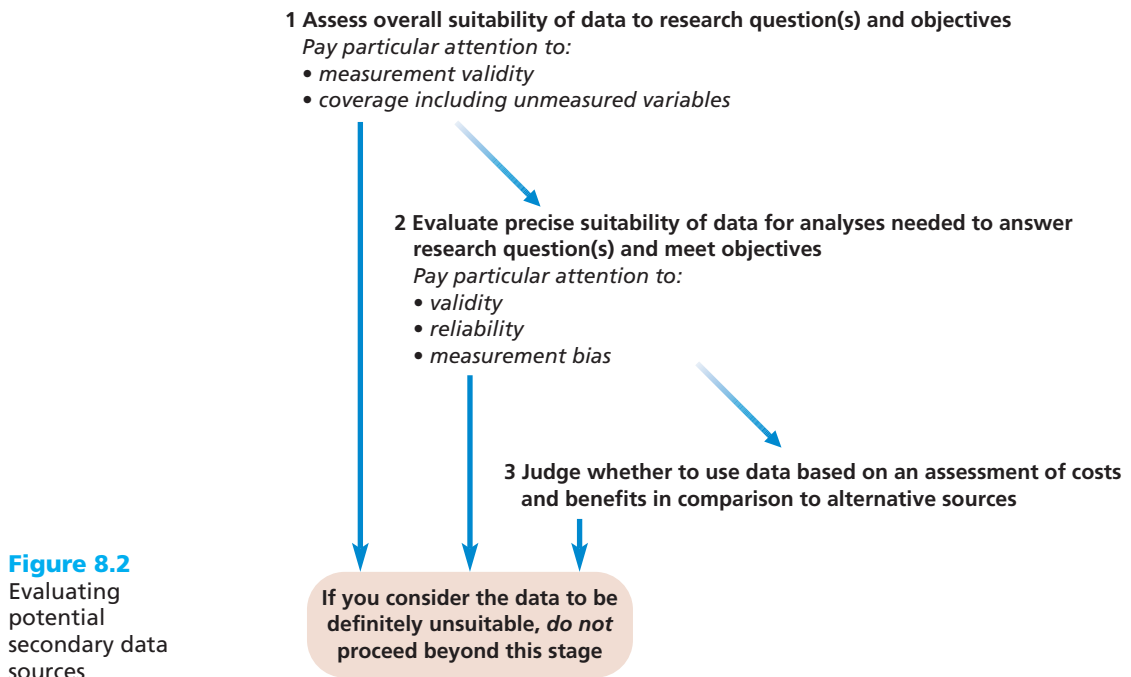 1 Assess overall suitability of data to research question(s) and objectives
Pay particular attention to:
• measurement validity
• coverage including unmeasured variables
2 Evaluate precise suitability of data for analyses needed to answer
research question(s) and meet objectives
Pay particular attention to:
• validity
• reliability
• measurement bias
3 Judge whether to use data based on an assessment of costs
and benefits in comparison to alternative sources
If you consider the data to be
definitely unsuitable, do not
proceed beyond this stage
Figure 8.2
Evaluating
potential
secondary data
sources